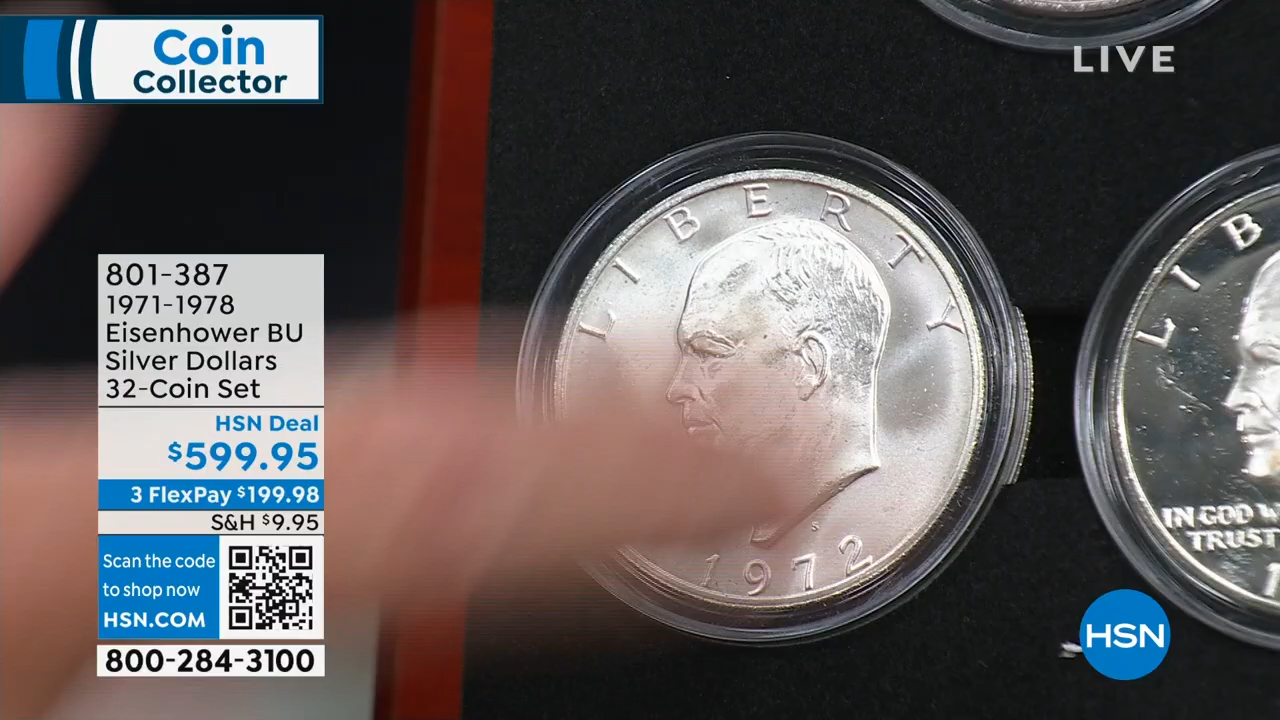 Coin
Collector
LIVE
801-387
1971-1978
Eisenhower BU
Silver Dollars
32-Coin Set
HSN Deal
$599.95
3 FlexPay $199.98
S&H $9.95
Scan the code
to shop now
HSN.COM
800-284-3100
LIBERTY
S
1972
LIB
IN GOD
TRUST
HSN